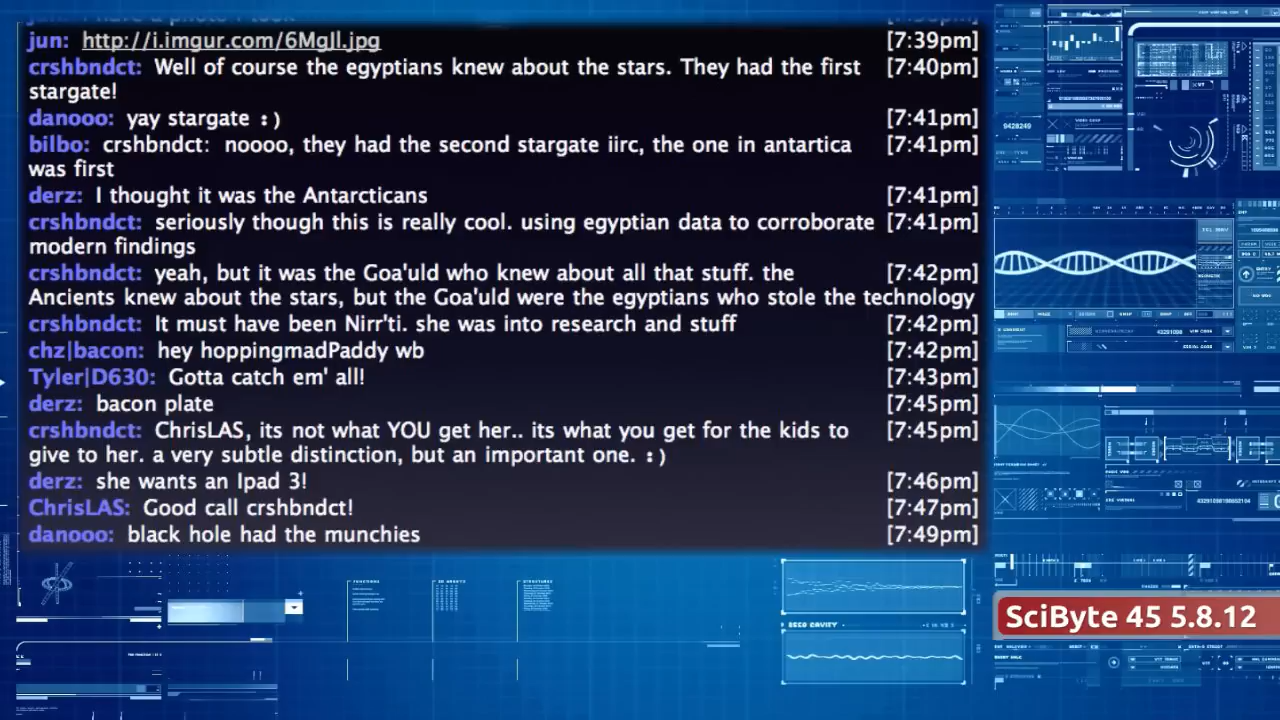 jun: http://i.imgur.com/6MgJl.jpg [7:39pm]
crshbndct: Well of course the egyptians knew about the stars. They had the first [7:40pm]
stargate!
danooo: yay stargate :) [7:41pm]
bilbo: crshbndct: noooo, they had the second stargate iirc, the one in antartica [7:41pm]
was first
derz: I thought it was the Antarcticans [7:41pm]
crshbndct: seriously though this is really cool. using egyptian data to corroborate [7:41pm]
modern findings
crshbndct: yeah, but it was the Goa'uld who knew about all that stuff. the [7:42pm]
Ancients knew about the stars, but the Goa'uld were the egyptians who stole the technology
crshbndct: It must have been Nirr'ti. she was into research and stuff [7:42pm]
chz|bacon: hey hoppingmadPaddy wb [7:42pm]
Tyler|D630: Gotta catch em' all! [7:43pm]
derz: bacon plate [7:45pm]
crshbndct: ChrisLAS, its not what YOU get her.. its what you get for the kids to [7:45pm]
give to her. a very subtle distinction, but an important one. :)
derz: she wants an Ipad 3! [7:46pm]
ChrisLAS: Good call crshbndct! [7:47pm]
danooo: black hole had the munchies [7:49pm]
9428249
SciByte 45 5.8.12